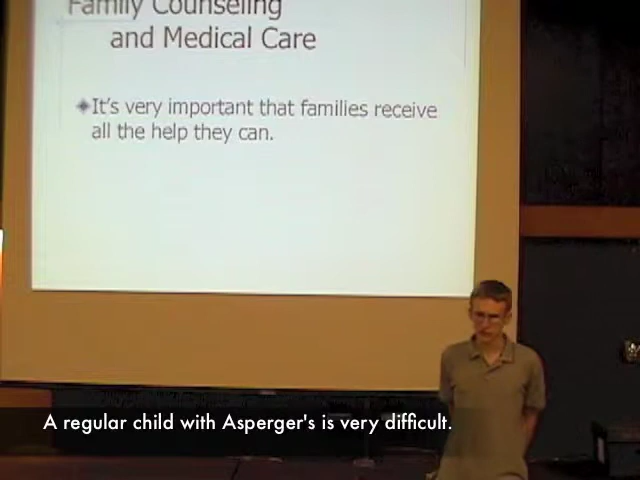 Family Counseling
and Medical Care
It's very important that families receive
all the help they can.
A regular child with Asperger's is very difficult.